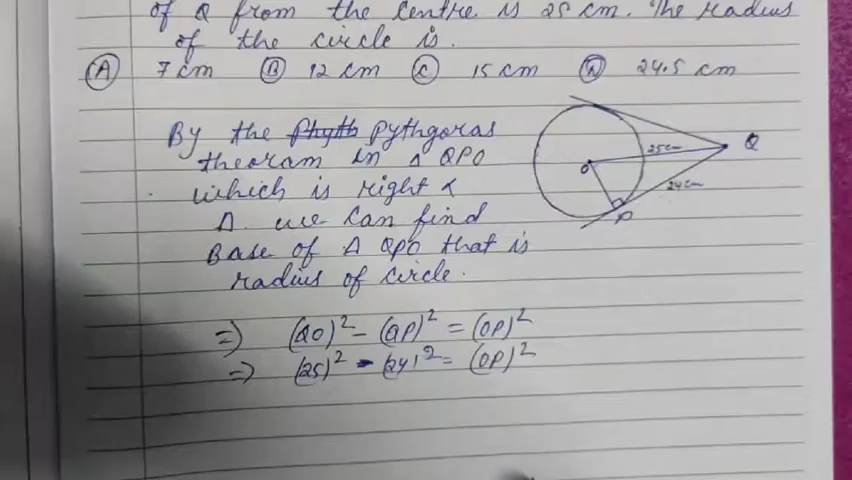 of Q from the centre is 25 cm. The radius
of the circle is.
(A) 7 cm (B) 12 cm (C) 15 cm (D) 24.5 cm
By the pythgoras
theoram in Δ QPO
which is right ∠
Δ. we can find
Base of Δ QPO that is
radius of circle.
=) (QO)² - (QP)² = (OP)²
=) (25)² - (24)² = (OP)²
25cm
Q
O
24cm
P